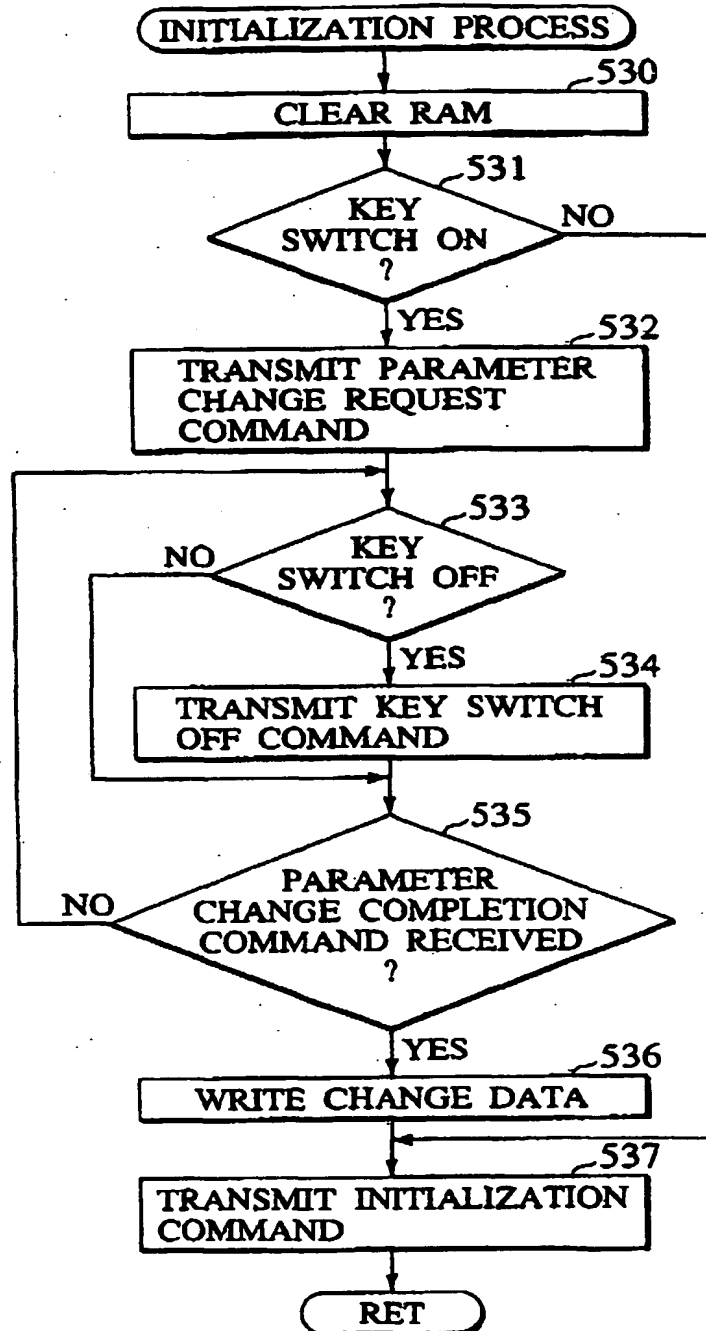 INITIALIZATION PROCESS
530
CLEAR RAM
531
KEY
SWITCH ON
?
NO
YES
532
TRANSMIT PARAMETER
CHANGE REQUEST
COMMAND
533
KEY
SWITCH OFF
?
NO
YES
534
TRANSMIT KEY SWITCH
OFF COMMAND
535
PARAMETER
CHANGE COMPLETION
COMMAND RECEIVED
?
NO
YES
536
WRITE CHANGE DATA
537
TRANSMIT INITIALIZATION
COMMAND
RET